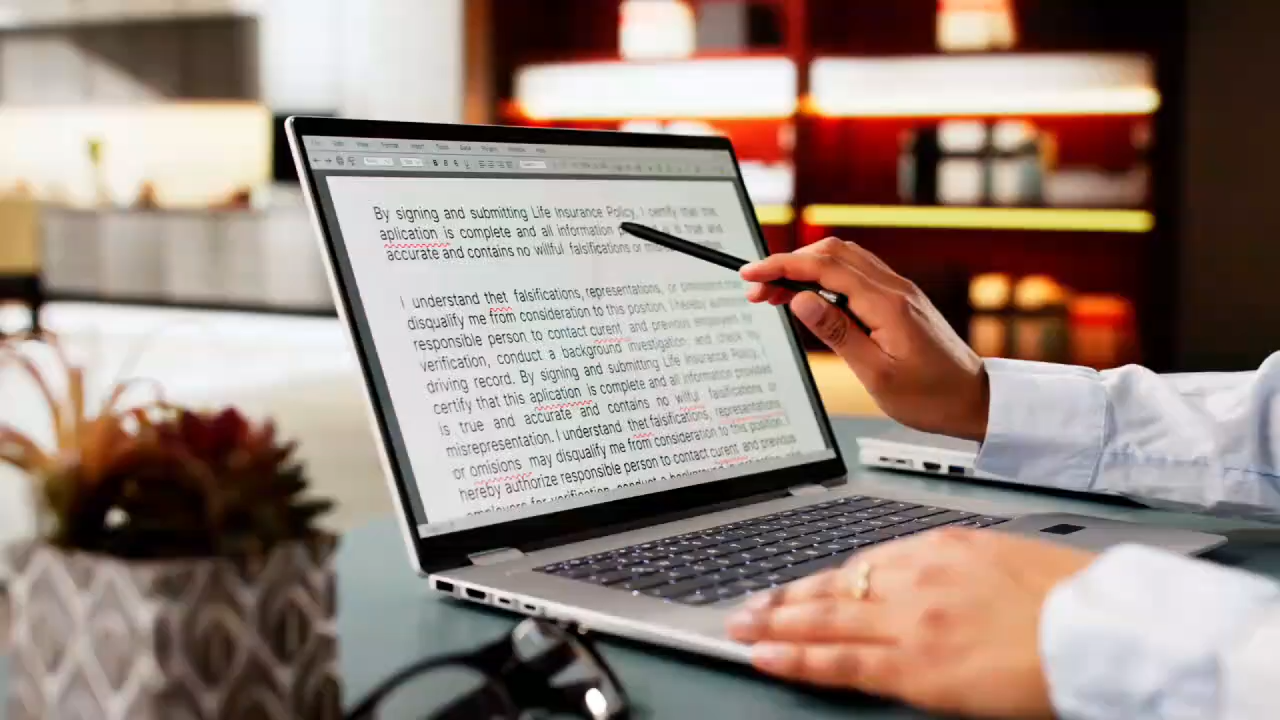 By signing and submitting Life Insurance Policy, I certify that this
aplication is complete and all information is true and
accurate and contains no willful falsifications or
I understand thet falsifications, representations, or
disqualify me from consideration to this position. I hereby authorize
responsible person to contact curent and previous employers for
verification, conduct a background investigation, and check my
driving record. By signing and submitting Life Insurance Policy, I
certify that this aplication is complete and all information provided
is true and accurate and contains no willful falsifications or
misrepresentation. I understand thet falsifications, representations
or omisions may disqualify me from consideration to this position. I
hereby authorize responsible person to contact curent and previous
employers for verification, conduct a background